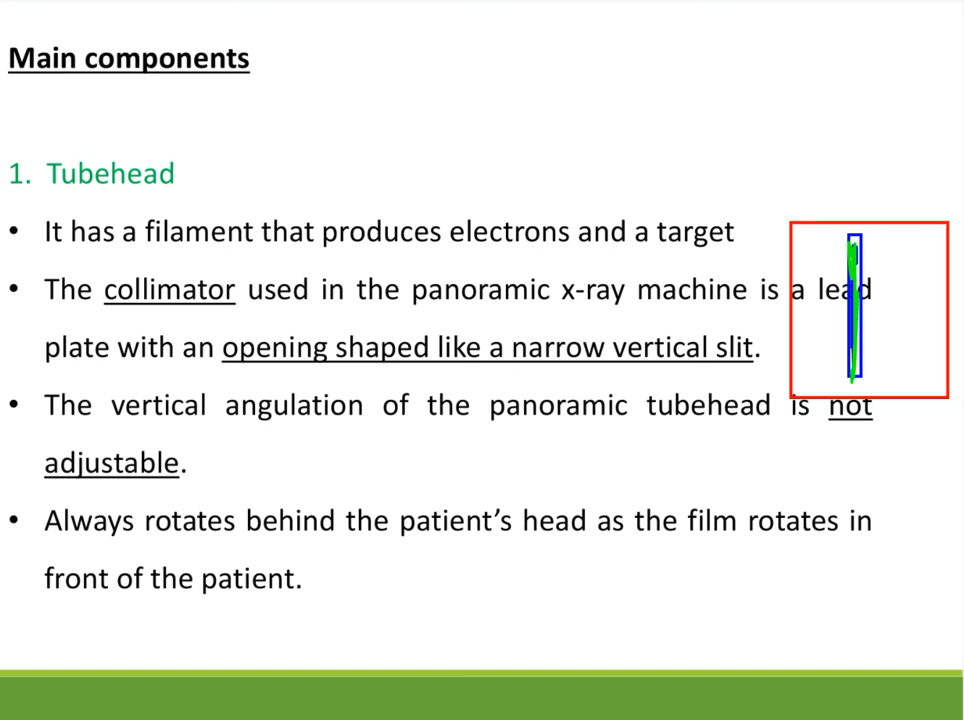 Main components
1. Tubehead
• It has a filament that produces electrons and a target
• The collimator used in the panoramic x-ray machine is a lead
plate with an opening shaped like a narrow vertical slit.
• The vertical angulation of the panoramic tubehead is not
adjustable.
• Always rotates behind the patient’s head as the film rotates in
front of the patient.